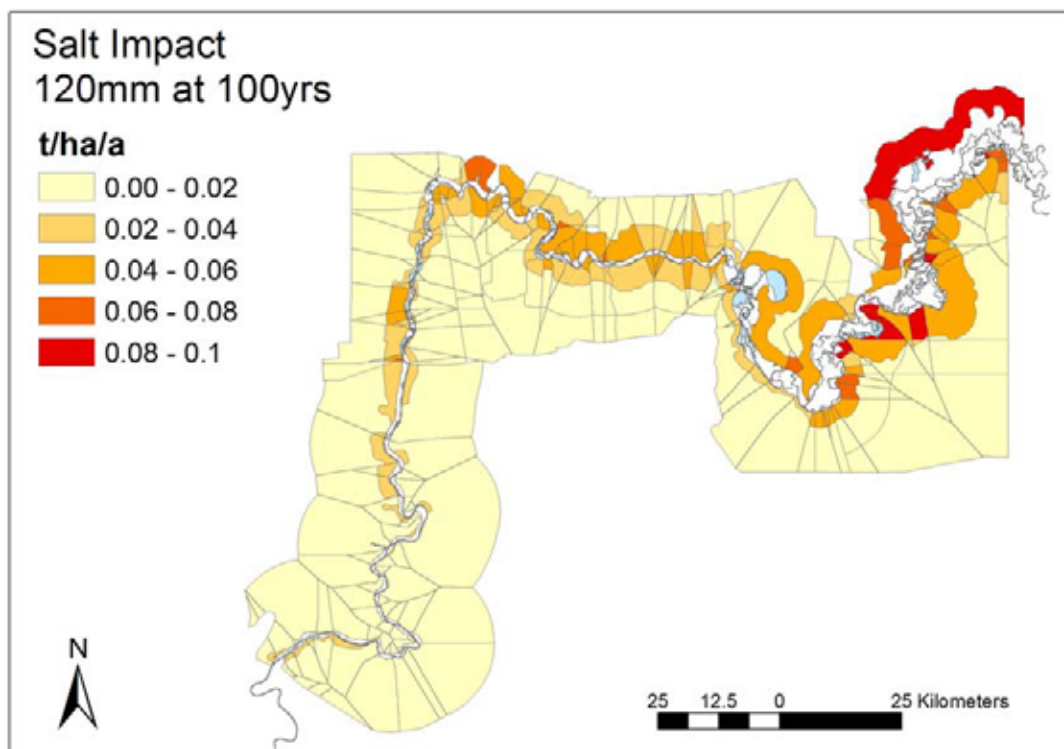 Salt Impact
120mm at 100yrs
t/ha/a
0.00 - 0.02
0.02 - 0.04
0.04 - 0.06
0.06 - 0.08
0.08 - 0.1
N
25 12.5 0 25 Kilometers